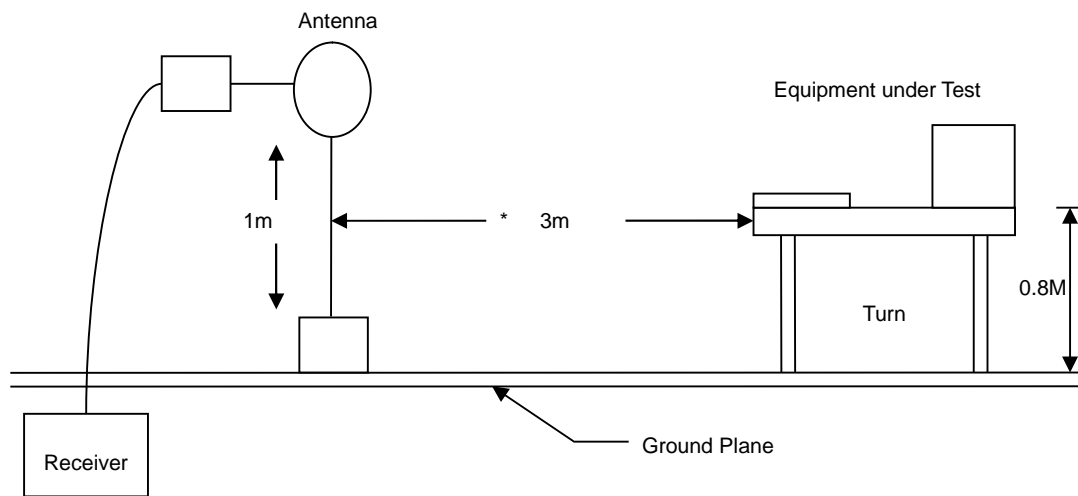 Antenna
Equipment under Test
1m
* 3m
0.8M
Turn
Ground Plane
Receiver